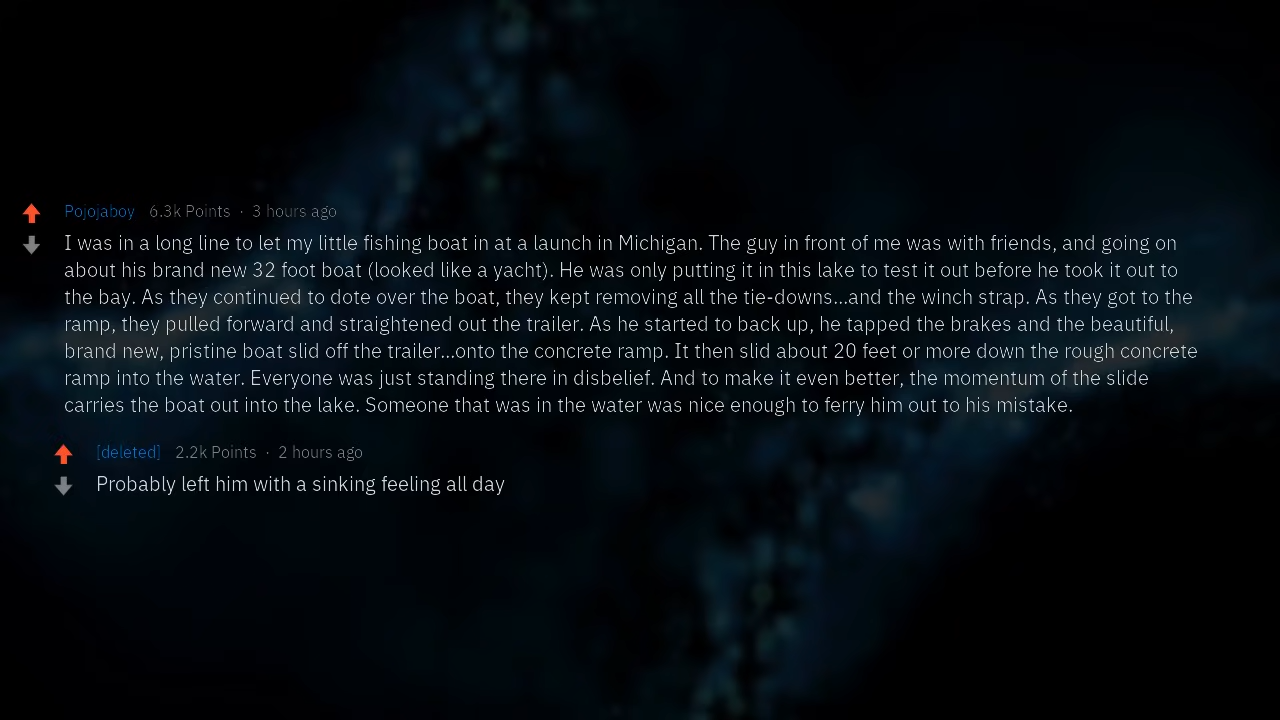 Pojojaboy 6.3k Points · 3 hours ago
I was in a long line to let my little fishing boat in at a launch in Michigan. The guy in front of me was with friends, and going on
about his brand new 32 foot boat (looked like a yacht). He was only putting it in this lake to test it out before he took it out to
the bay. As they continued to dote over the boat, they kept removing all the tie-downs...and the winch strap. As they got to the
ramp, they pulled forward and straightened out the trailer. As he started to back up, he tapped the brakes and the beautiful,
brand new, pristine boat slid off the trailer...onto the concrete ramp. It then slid about 20 feet or more down the rough concrete
ramp into the water. Everyone was just standing there in disbelief. And to make it even better, the momentum of the slide
carries the boat out into the lake. Someone that was in the water was nice enough to ferry him out to his mistake.
[deleted] 2.2k Points · 2 hours ago
Probably left him with a sinking feeling all day